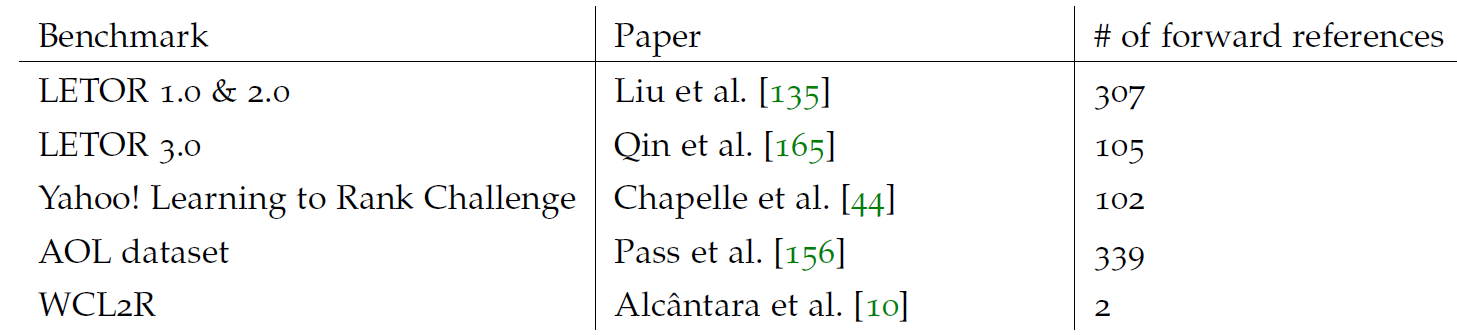 Benchmark Paper # of forward references
LETOR 1.0 & 2.0 Liu et al. [135] 307
LETOR 3.0 Qin et al. [165] 105
Yahoo! Learning to Rank Challenge Chapelle et al. [44] 102
AOL dataset Pass et al. [156] 339
WCL2R Alcântara et al. [10] 2